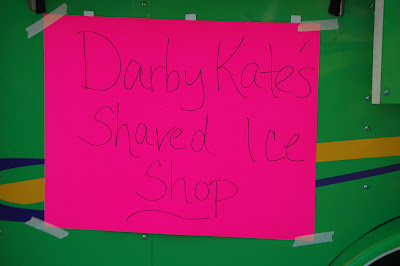 Darby Kate's
Shaved Ice
Shop